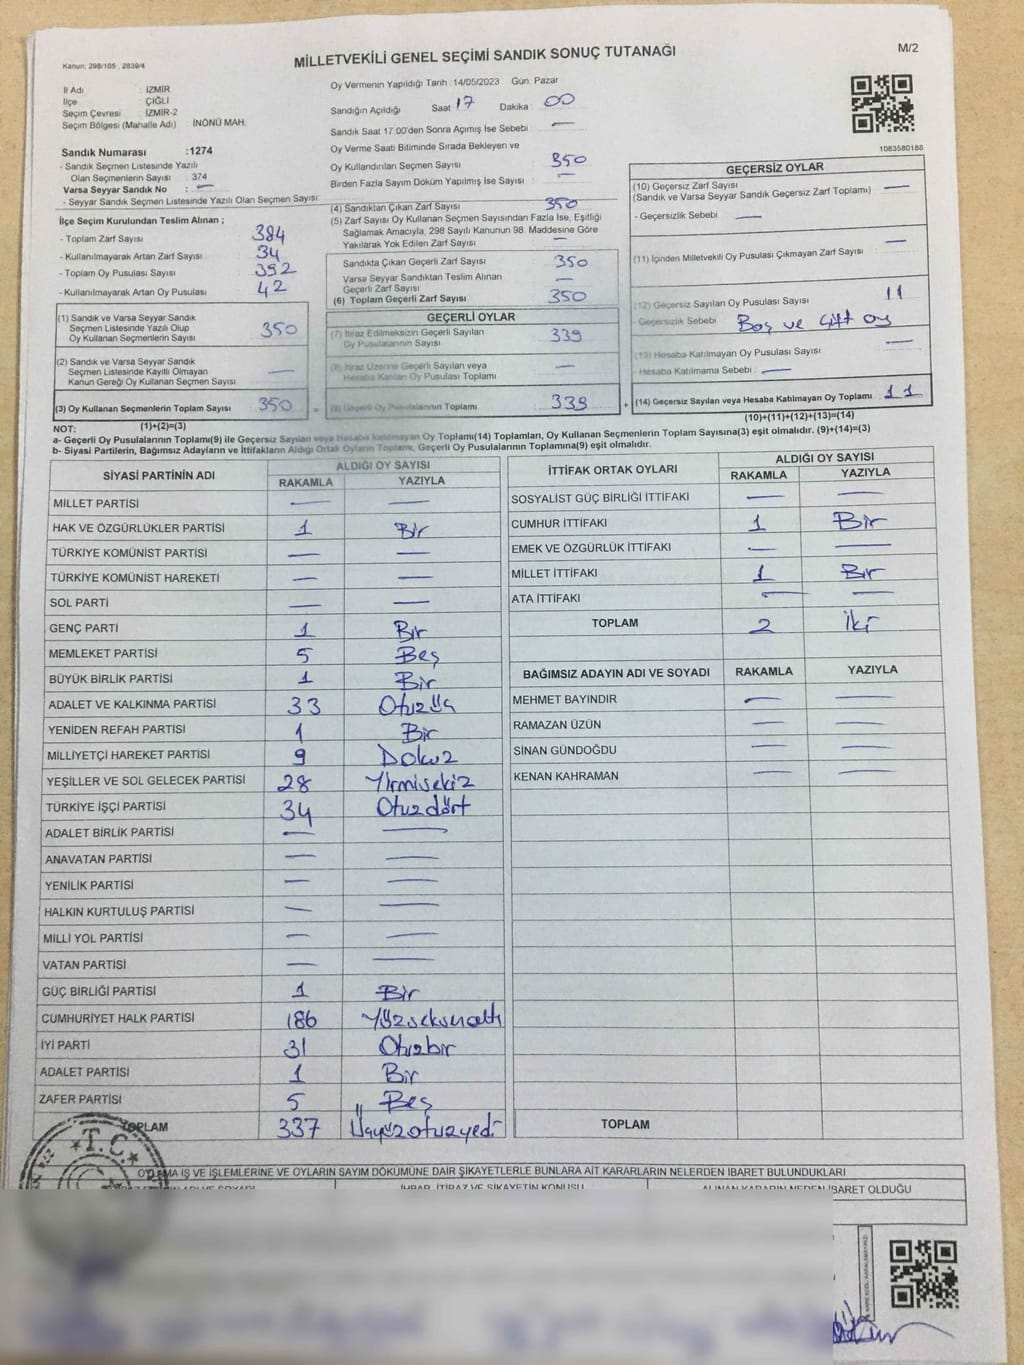 MİLLETVEKİLİ GENEL SEÇİMİ SANDIK SONUÇ TUTANAĞI
M/2
Kanun: 298/105 , 2839/4
İl Adı : İZMİR
İlçe : ÇİĞLİ
Seçim Çevresi : İZMİR-2
Seçim Bölgesi (Mahalle Adı) : İNÖNÜ MAH.
Sandık Numarası :1274
- Sandık Seçmen Listesinde Yazılı
Olan Seçmenlerin Sayısı : 374
Varsa Seyyar Sandık No : —
- Seyyar Sandık Seçmen Listesinde Yazılı Olan Seçmen Sayısı:
İlçe Seçim Kurulundan Teslim Alınan ;
- Toplam Zarf Sayısı 384
- Kullanılmayarak Artan Zarf Sayısı 34
- Toplam Oy Pusulası Sayısı 392
- Kullanılmayarak Artan Oy Pusulası 42
(1) Sandık ve Varsa Seyyar Sandık
Seçmen Listesinde Yazılı Olup
Oy Kullanan Seçmenlerin Sayısı 350
(2) Sandık ve Varsa Seyyar Sandık
Seçmen Listesinde Kayıtlı Olmayan
Kanun Gereği Oy Kullanan Seçmen Sayısı —
(3) Oy Kullanan Seçmenlerin Toplam Sayısı 350
Oy Vermenin Yapıldığı Tarih : 14/05/2023 Gün: Pazar
Sandığın Açıldığı Saat 17 Dakika : 00
Sandık Saat 17:00'den Sonra Açımış İse Sebebi : —
Oy Verme Saati Bitiminde Sırada Bekleyen ve
Oy Kullandırılan Seçmen Sayısı : 350
Birden Fazla Sayım Döküm Yapılmış İse Sayısı : —
(4) Sandıktan Çıkan Zarf Sayısı 350
(5) Zarf Sayısı Oy Kullanan Seçmen Sayısından Fazla İse, Eşitliği
Sağlamak Amacıyla, 298 Sayılı Kanunun 98. Maddesine Göre
Yakılarak Yok Edilen Zarf Sayısı : —
Sandıkta Çıkan Geçerli Zarf Sayısı : 350
Varsa Seyyar Sandıktan Teslim Alınan
Geçerli Zarf Sayısı : —
(6) Toplam Geçerli Zarf Sayısı : 350
GEÇERLİ OYLAR
(7) İtiraz Edilmeksizin Geçerli Sayılan
Oy Pusulalarının Sayısı : 339
(8) İtiraz Üzerine Geçerli Sayılan veya
Hesaba Katılan Oy Pusulası Toplamı : —
= (9) Geçerli Oy Pusulalarının Toplamı : 339
1083580188
GEÇERSİZ OYLAR
(10) Geçersiz Zarf Sayısı
(Sandık ve Varsa Seyyar Sandık Geçersiz Zarf Toplamı) : —
- Geçersizlik Sebebi : —
(11) İçinden Milletvekili Oy Pusulası Çıkmayan Zarf Sayısı : —
(12) Geçersiz Sayılan Oy Pusulası Sayısı : 11
- Geçersizlik Sebebi : Boş ve çift oy
(13) Hesaba Katılmayan Oy Pusulası Sayısı : —
- Hesaba Katılmama Sebebi : —
+ (14) Geçersiz Sayılan veya Hesaba Katılmayan Oy Toplamı : 11
NOT: (1)+(2)=(3) (10)+(11)+(12)+(13)=(14)
a- Geçerli Oy Pusulalarının Toplamı(9) ile Geçersiz Sayılan veya Hesaba Katılmayan Oy Toplamı(14) Toplamları, Oy Kullanan Seçmenlerin Toplam Sayısına(3) eşit olmalıdır. (9)+(14)=(3)
b- Siyasi Partilerin, Bağımsız Adayların ve İttifakların Aldığı Ortak Oyların Toplamı, Geçerli Oy Pusulalarının Toplamına(9) eşit olmalıdır.
SİYASİ PARTİNİN ADI ALDIĞI OY SAYISI
RAKAMLA YAZIYLA
MİLLET PARTİSİ — —
HAK VE ÖZGÜRLÜKLER PARTİSİ 1 Bir
TÜRKİYE KOMÜNİST PARTİSİ — —
TÜRKİYE KOMÜNİST HAREKETİ — —
SOL PARTİ — —
GENÇ PARTİ 1 Bir
MEMLEKET PARTİSİ 5 Beş
BÜYÜK BİRLİK PARTİSİ 1 Bir
ADALET VE KALKINMA PARTİSİ 33 Otuzüç
YENİDEN REFAH PARTİSİ 1 Bir
MİLLİYETÇİ HAREKET PARTİSİ 9 Dokuz
YEŞİLLER VE SOL GELECEK PARTİSİ 28 Yirmisekiz
TÜRKİYE İŞÇİ PARTİSİ 34 Otuzdört
ADALET BİRLİK PARTİSİ — —
ANAVATAN PARTİSİ — —
YENİLİK PARTİSİ — —
HALKIN KURTULUŞ PARTİSİ — —
MİLLİ YOL PARTİSİ — —
VATAN PARTİSİ — —
GÜÇ BİRLİĞİ PARTİSİ 1 Bir
CUMHURİYET HALK PARTİSİ 186 Yüzseksenaltı
İYİ PARTİ 31 Otuzbir
ADALET PARTİSİ 1 Bir
ZAFER PARTİSİ 5 Beş
TOPLAM 337 Üçyüzotuzyedi
İTTİFAK ORTAK OYLARI ALDIĞI OY SAYISI
RAKAMLA YAZIYLA
SOSYALİST GÜÇ BİRLİĞİ İTTİFAKI — —
CUMHUR İTTİFAKI 1 Bir
EMEK VE ÖZGÜRLÜK İTTİFAKI — —
MİLLET İTTİFAKI 1 Bir
ATA İTTİFAKI — —
TOPLAM 2 İki
BAĞIMSIZ ADAYIN ADI VE SOYADI RAKAMLA YAZIYLA
MEHMET BAYINDIR — —
RAMAZAN ÜZÜN — —
SİNAN GÜNDOĞDU — —
KENAN KAHRAMAN — —
TOPLAM
T.C.
OYLAMA İŞ VE İŞLEMLERİNE VE OYLARIN SAYIM DÖKÜMÜNE DAİR ŞİKAYETLERLE BUNLARA AİT KARARLARIN NELERDEN İBARET BULUNDUKLARI
İHBAR, İTİRAZ VE ŞİKAYETİN KONUSU ALINAN KARARIN NEDEN İBARET OLDUĞU